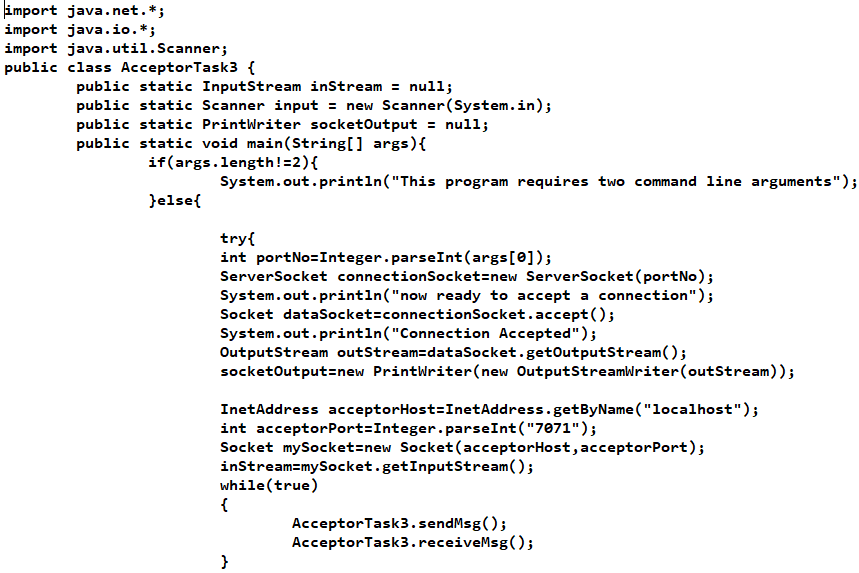 import java.net.*;
import java.io.*;
import java.util.Scanner;
public class AcceptorTask3 {
public static InputStream inStream = null;
public static Scanner input = new Scanner(System.in);
public static PrintWriter socketOutput = null;
public static void main(String[] args){
if(args.length!=2){
System.out.println("This program requires two command line arguments");
}else{
try{
int portNo=Integer.parseInt(args[0]);
ServerSocket connectionSocket=new ServerSocket(portNo);
System.out.println("now ready to accept a connection");
Socket dataSocket=connectionSocket.accept();
System.out.println("Connection Accepted");
OutputStream outStream=dataSocket.getOutputStream();
socketOutput=new PrintWriter(new OutputStreamWriter(outStream));
InetAddress acceptorHost=InetAddress.getByName("localhost");
int acceptorPort=Integer.parseInt("7071");
Socket mySocket=new Socket(acceptorHost,acceptorPort);
inStream=mySocket.getInputStream();
while(true)
{
AcceptorTask3.sendMsg();
AcceptorTask3.receiveMsg();
}